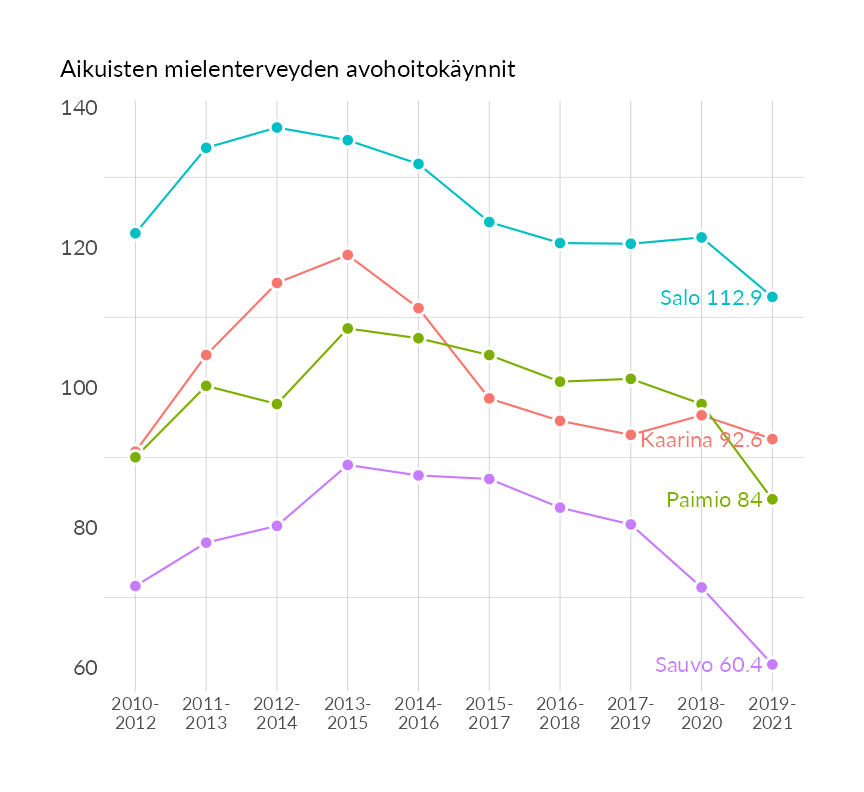 Aikuisten mielenterveyden avohoitokäynnit
140
120
100
80
60
Salo 112.9
Kaarina 92.6
Paimio 84
Sauvo 60.4
2010- 2011- 2012- 2013- 2014- 2015- 2016- 2017- 2018- 2019-
2012 2013 2014 2015 2016 2017 2018 2019 2020 2021